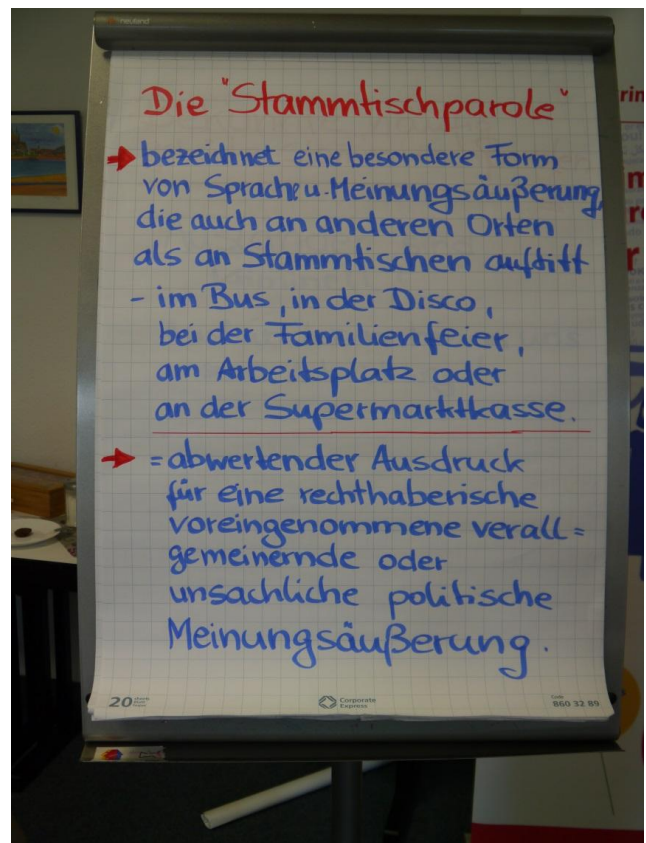 neuland
Die "Stammtischparole"
bezeichnet eine besondere Form
von Sprache u. Meinungsäußerung,
die auch an anderen Orten
als an Stammtischen auftritt
- im Bus, in der Disco,
bei der Familienfeier,
am Arbeitsplatz oder
an der Supermarktkasse.
= abwertender Ausdruck
für eine rechthaberische
voreingenommene verall=
gemeinernde oder
unsachliche politische
Meinungsäußerung.
20
Corporate
Express
Code
860 32 89